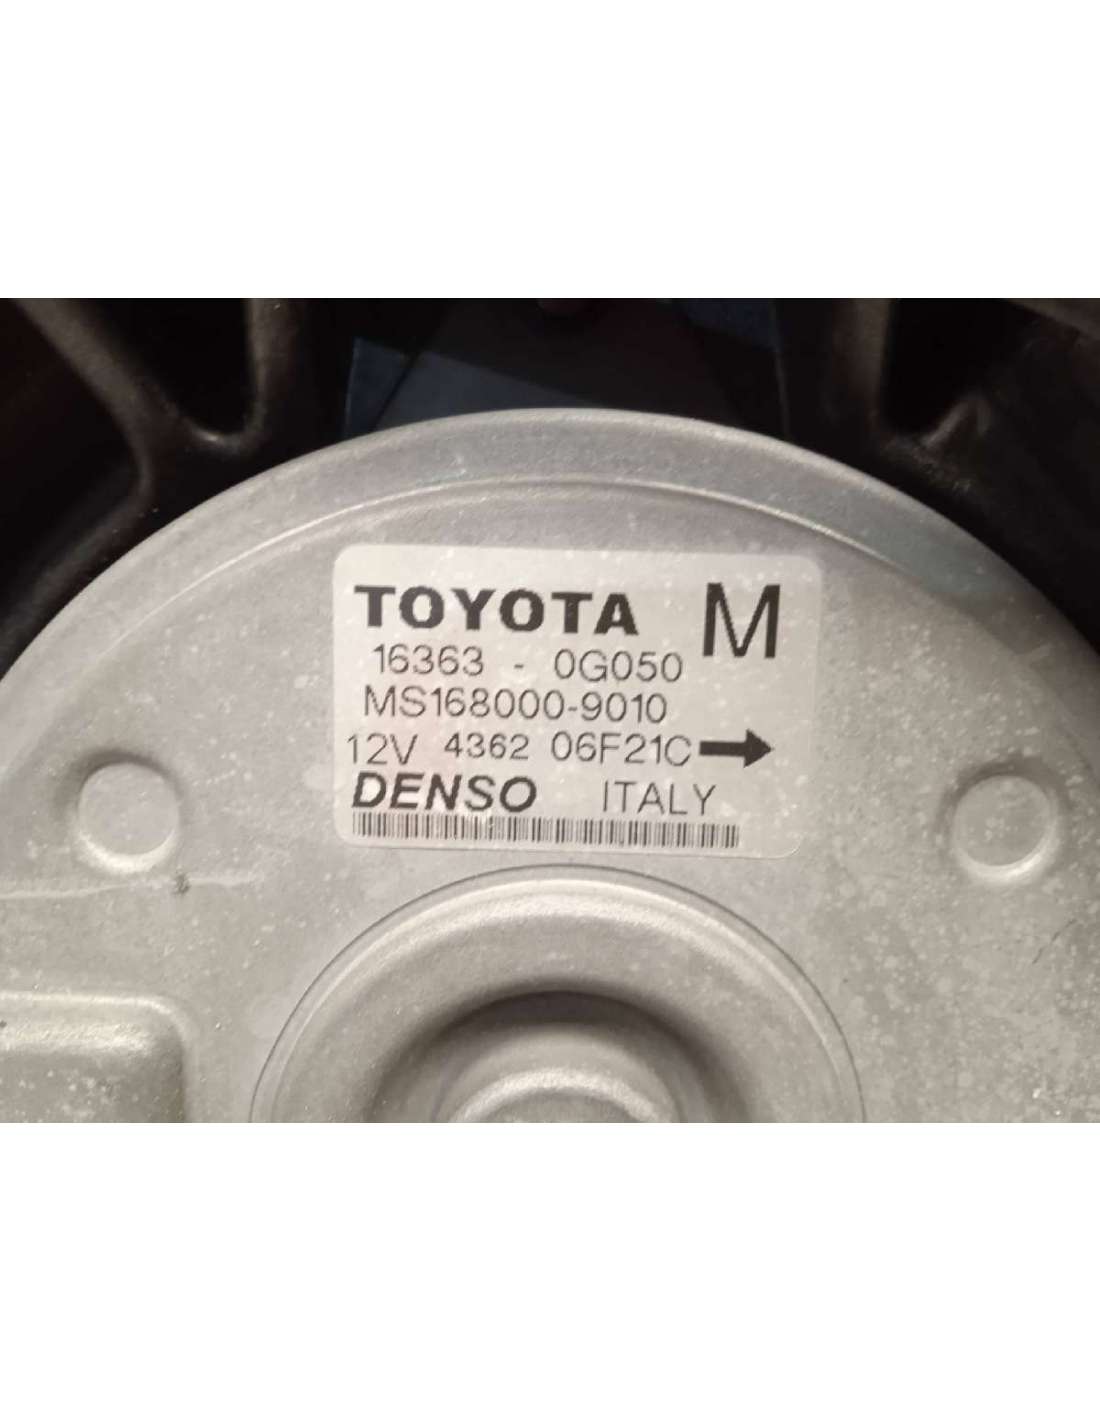 TOYOTA M
16363 - 0G050
MS168000-9010
12V 4362 06F21C
DENSO ITALY